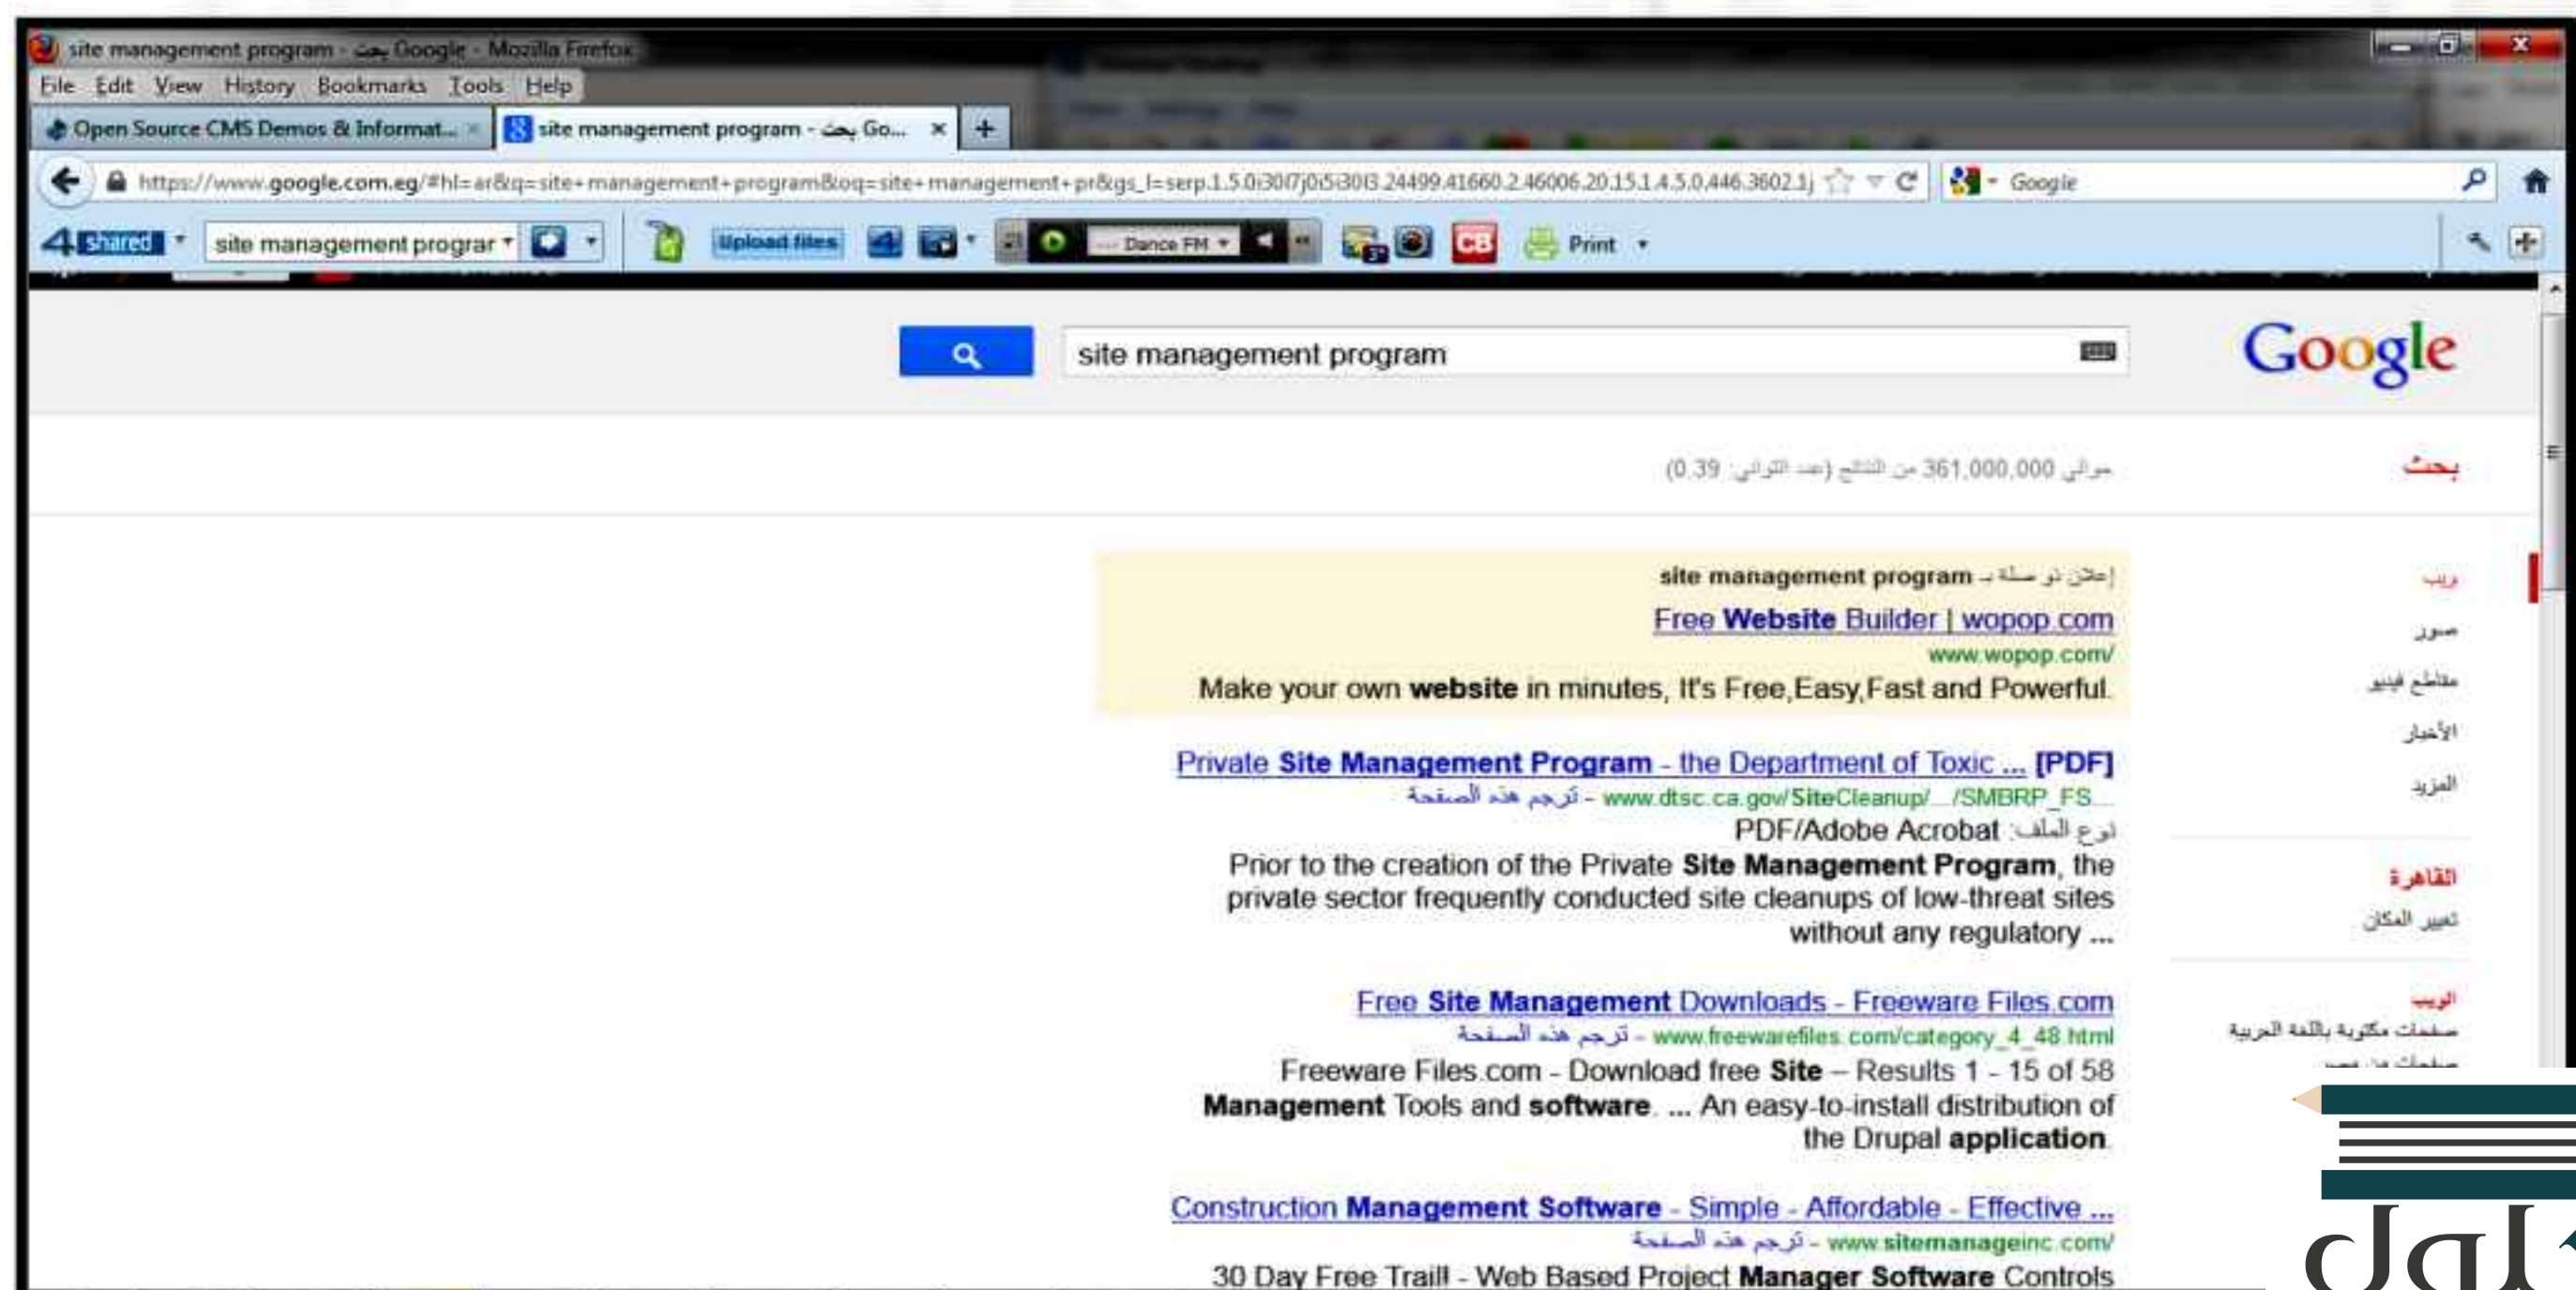 site management program - بحث Google - Mozilla Firefox
File Edit View History Bookmarks Tools Help
Open Source CMS Demos & Informat...
site management program - بحث Go...
https://www.google.com.eg/#hl=ar&q=site+management+program&oq=site+management+pr&gs_l=serp.1.5.0i30l7j0i5i30l3.24499.41660.2.46006.20.15.1.4.5.0.446.3602.1j
Google
4shared
site management prograr
Upload files
Dance FM
CB
Print
site management program
Google
بحث
حوالي 361,000,000 من النتائج (عدد الثواني: 0.39)
إعلان ذو صلة بـ site management program
Free Website Builder | wopop.com
www.wopop.com/
Make your own website in minutes, It's Free,Easy,Fast and Powerful.
Private Site Management Program - the Department of Toxic ... [PDF]
www.dtsc.ca.gov/SiteCleanup/.../SMBRP_FS... - ترجم هذه الصفحة
نوع الملف: PDF/Adobe Acrobat
Prior to the creation of the Private Site Management Program, the
private sector frequently conducted site cleanups of low-threat sites
without any regulatory ...
Free Site Management Downloads - Freeware Files.com
www.freewarefiles.com/category_4_48.html - ترجم هذه الصفحة
Freeware Files.com - Download free Site – Results 1 - 15 of 58
Management Tools and software. ... An easy-to-install distribution of
the Drupal application.
Construction Management Software - Simple - Affordable - Effective ...
www.sitemanageinc.com/ - ترجم هذه الصفحة
30 Day Free Traill - Web Based Project Manager Software Controls
ويب
صور
مقاطع فيديو
الأخبار
المزيد
القاهرة
تغيير المكان
الويب
صفحات مكتوبة باللغة العربية
صفحات من مصر